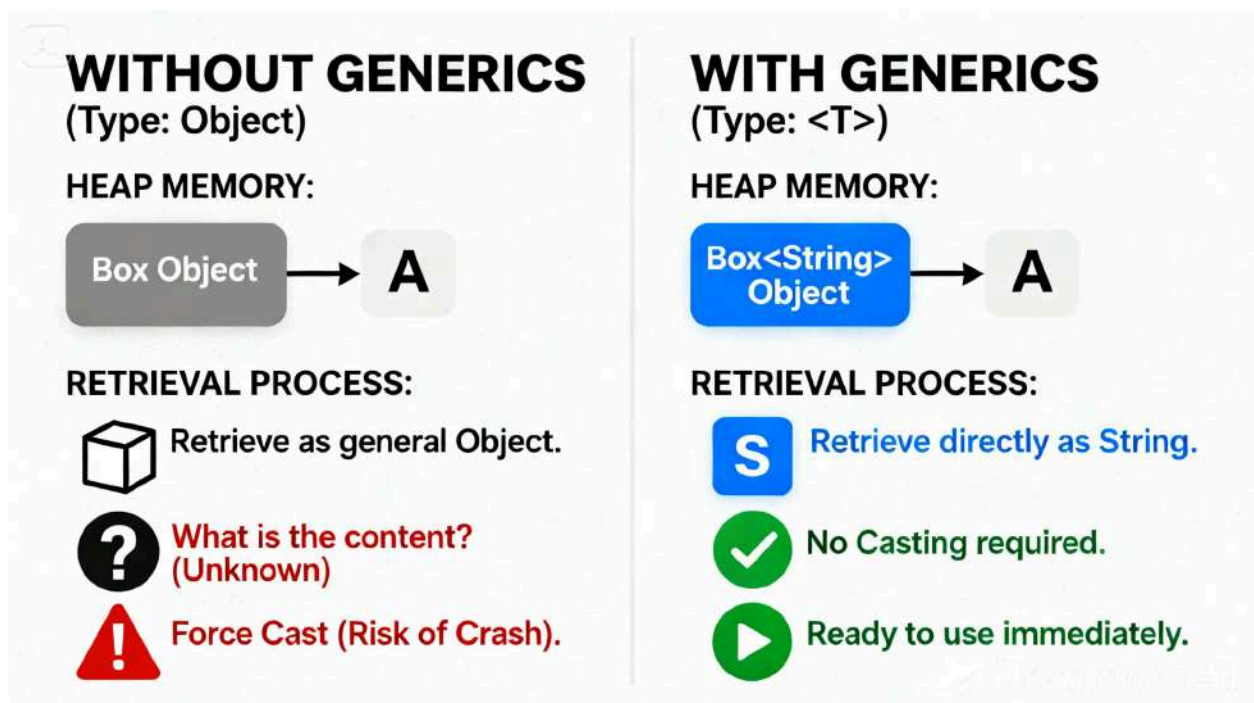 WITHOUT GENERICS
(Type: Object)
HEAP MEMORY:
Box Object
A
RETRIEVAL PROCESS:
Retrieve as general Object.
?
What is the content?
(Unknown)
!
Force Cast (Risk of Crash).
WITH GENERICS
(Type: <T>)
HEAP MEMORY:
Box<String>
Object
A
RETRIEVAL PROCESS:
S
Retrieve directly as String.
No Casting required.
Ready to use immediately.